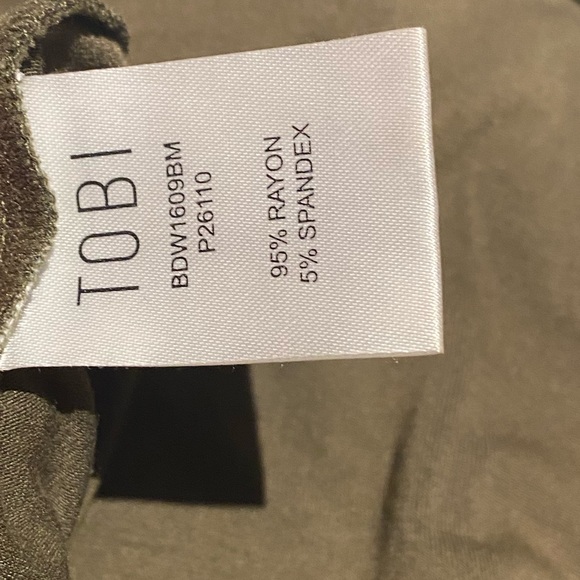 TOBI
BDW1609BM
P26110
95% RAYON
5% SPANDEX